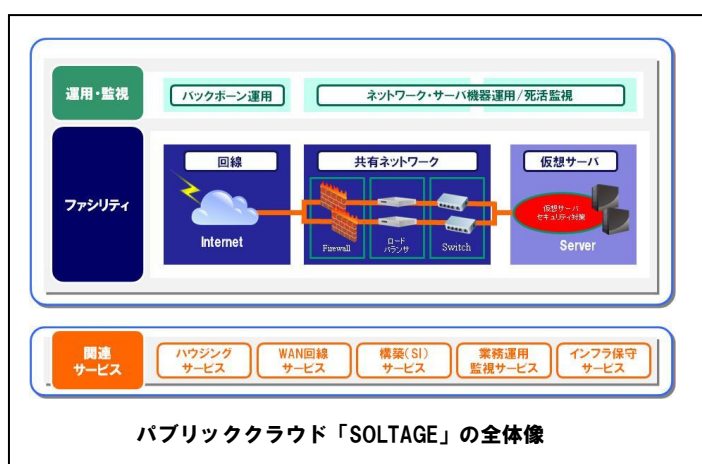 運用・監視
バックボーン運用
ネットワーク・サーバ機器運用/死活監視
ファシリティ
回線
共有ネットワーク
仮想サーバ
Internet
Firewall
ロード
バランサ
Switch
仮想サーバ
セキュリティ対策
Server
関連
サービス
ハウジング
サービス
WAN回線
サービス
構築(SI)
サービス
業務運用
監視サービス
インフラ保守
サービス
パブリッククラウド「SOLTAGE」の全体像